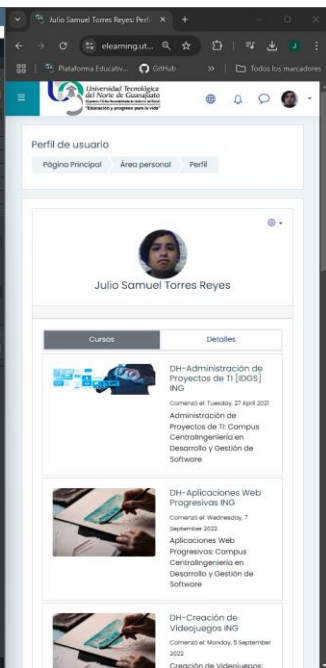 Julio Samuel Torres Reyes: Perfi
elearning.ut...
Plataforma Educativ...
GitHub
Todos los marcadores
Universidad Tecnológica
del Norte de Guanajuato
"Educación y progreso para la vida"
Perfil de usuario
Página Principal
Área personal
Perfil
Julio Samuel Torres Reyes
Cursos
Detalles
DH-Administración de
Proyectos de TI [IDGS]
ING
Comenzó el: Tuesday, 27 April 2021
Administración de
Proyectos de TI: Campus
CentralIngeniería en
Desarrollo y Gestión de
Software
DH-Aplicaciones Web
Progresivas ING
Comenzó el: Wednesday, 7
September 2022
Aplicaciones Web
Progresivas: Campus
CentralIngeniería en
Desarrollo y Gestión de
Software
DH-Creación de
Videojuegos ING
Comenzó el: Monday, 5 September
2022
Creación de Videojuegos: